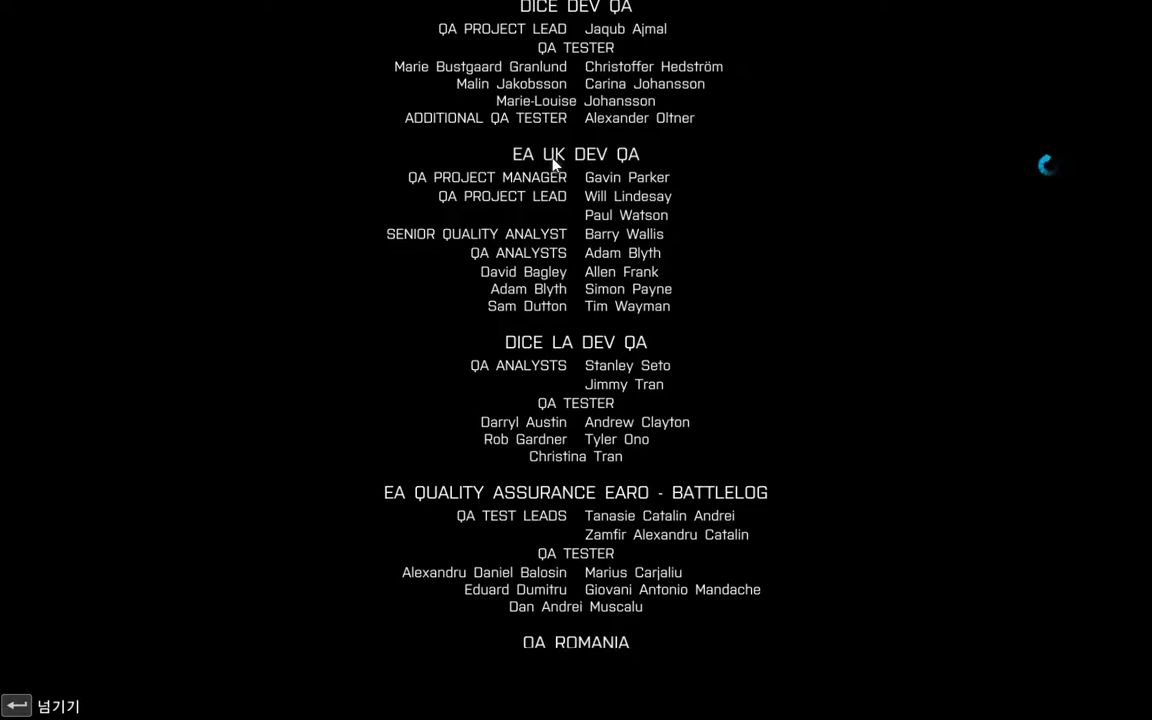 DICE DEV QA
QA PROJECT LEAD Jaqub Ajmal
QA TESTER
Marie Bustgaard Granlund Christoffer Hedström
Malin Jakobsson Carina Johansson
Marie-Louise Johansson
ADDITIONAL QA TESTER Alexander Oltner
EA UK DEV QA
QA PROJECT MANAGER Gavin Parker
QA PROJECT LEAD Will Lindesay
Paul Watson
SENIOR QUALITY ANALYST Barry Wallis
QA ANALYSTS Adam Blyth
David Bagley Allen Frank
Adam Blyth Simon Payne
Sam Dutton Tim Wayman
DICE LA DEV QA
QA ANALYSTS Stanley Seto
Jimmy Tran
QA TESTER
Darryl Austin Andrew Clayton
Rob Gardner Tyler Ono
Christina Tran
EA QUALITY ASSURANCE EARO - BATTLELOG
QA TEST LEADS Tanasie Catalin Andrei
Zamfir Alexandru Catalin
QA TESTER
Alexandru Daniel Balosin Marius Carjaliu
Eduard Dumitru Giovani Antonio Mandache
Dan Andrei Muscalu
QA ROMANIA
넘기기